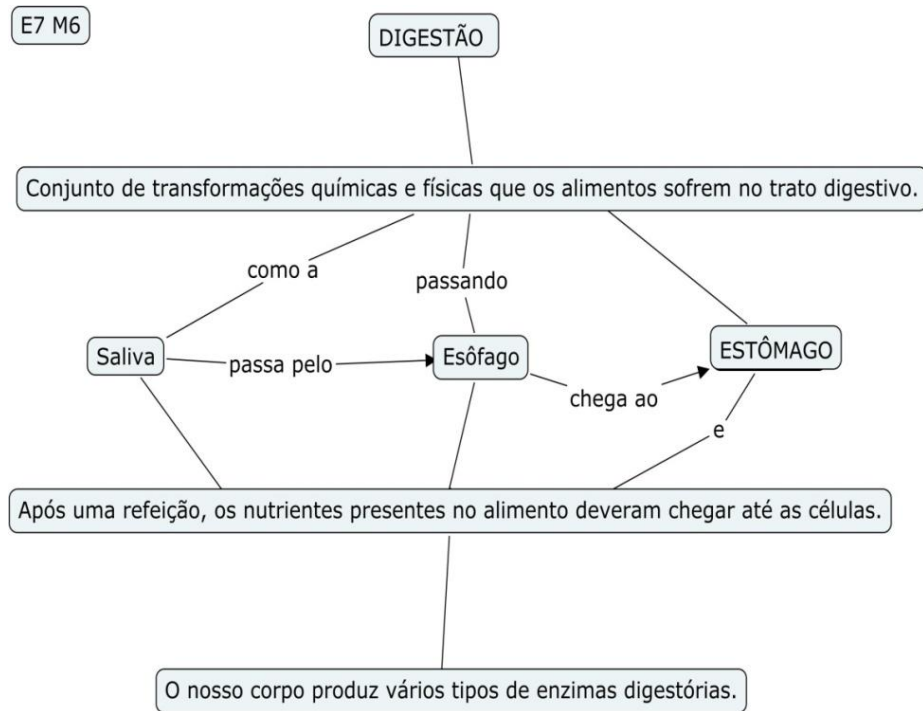 E7 M6
DIGESTÃO
Conjunto de transformações químicas e físicas que os alimentos sofrem no trato digestivo.
como a
passando
Saliva
passa pelo
Esôfago
chega ao
ESTÔMAGO
e
Após uma refeição, os nutrientes presentes no alimento deveram chegar até as células.
O nosso corpo produz vários tipos de enzimas digestórias.